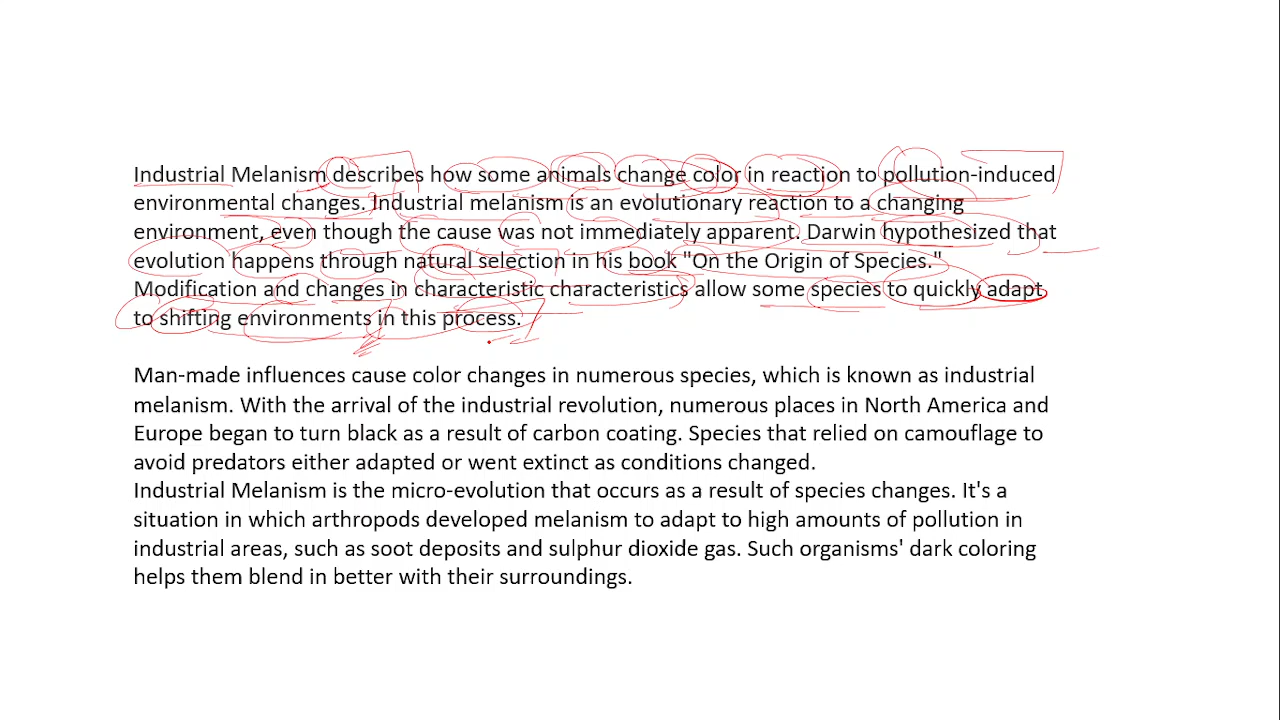 Industrial Melanism describes how some animals change color in reaction to pollution-induced
environmental changes. Industrial melanism is an evolutionary reaction to a changing
environment, even though the cause was not immediately apparent. Darwin hypothesized that
evolution happens through natural selection in his book "On the Origin of Species."
Modification and changes in characteristic characteristics allow some species to quickly adapt
to shifting environments in this process.
Man-made influences cause color changes in numerous species, which is known as industrial
melanism. With the arrival of the industrial revolution, numerous places in North America and
Europe began to turn black as a result of carbon coating. Species that relied on camouflage to
avoid predators either adapted or went extinct as conditions changed.
Industrial Melanism is the micro-evolution that occurs as a result of species changes. It's a
situation in which arthropods developed melanism to adapt to high amounts of pollution in
industrial areas, such as soot deposits and sulphur dioxide gas. Such organisms' dark coloring
helps them blend in better with their surroundings.